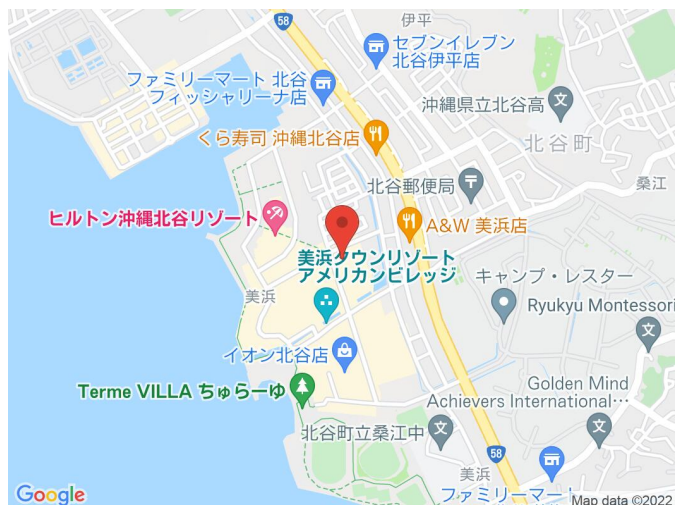 58
伊平
セブンイレブン
北谷伊平店
ファミリーマート 北谷
フィッシャリーナ店
沖縄県立北谷高
文
くら寿司 沖縄北谷店
北谷町
北谷郵便局
桑江
ヒルトン沖縄北谷リゾート
A&W 美浜店
美浜タウンリゾート
アメリカンビレッジ
キャンプ・レスター
美浜
Ryukyu Montessori
文
イオン北谷店
Terme VILLA ちゅらーゆ
Golden Mind
Achievers International…
北谷町立桑江中
文
文
58
美浜
ファミリーマート
Google
Map data ©2022